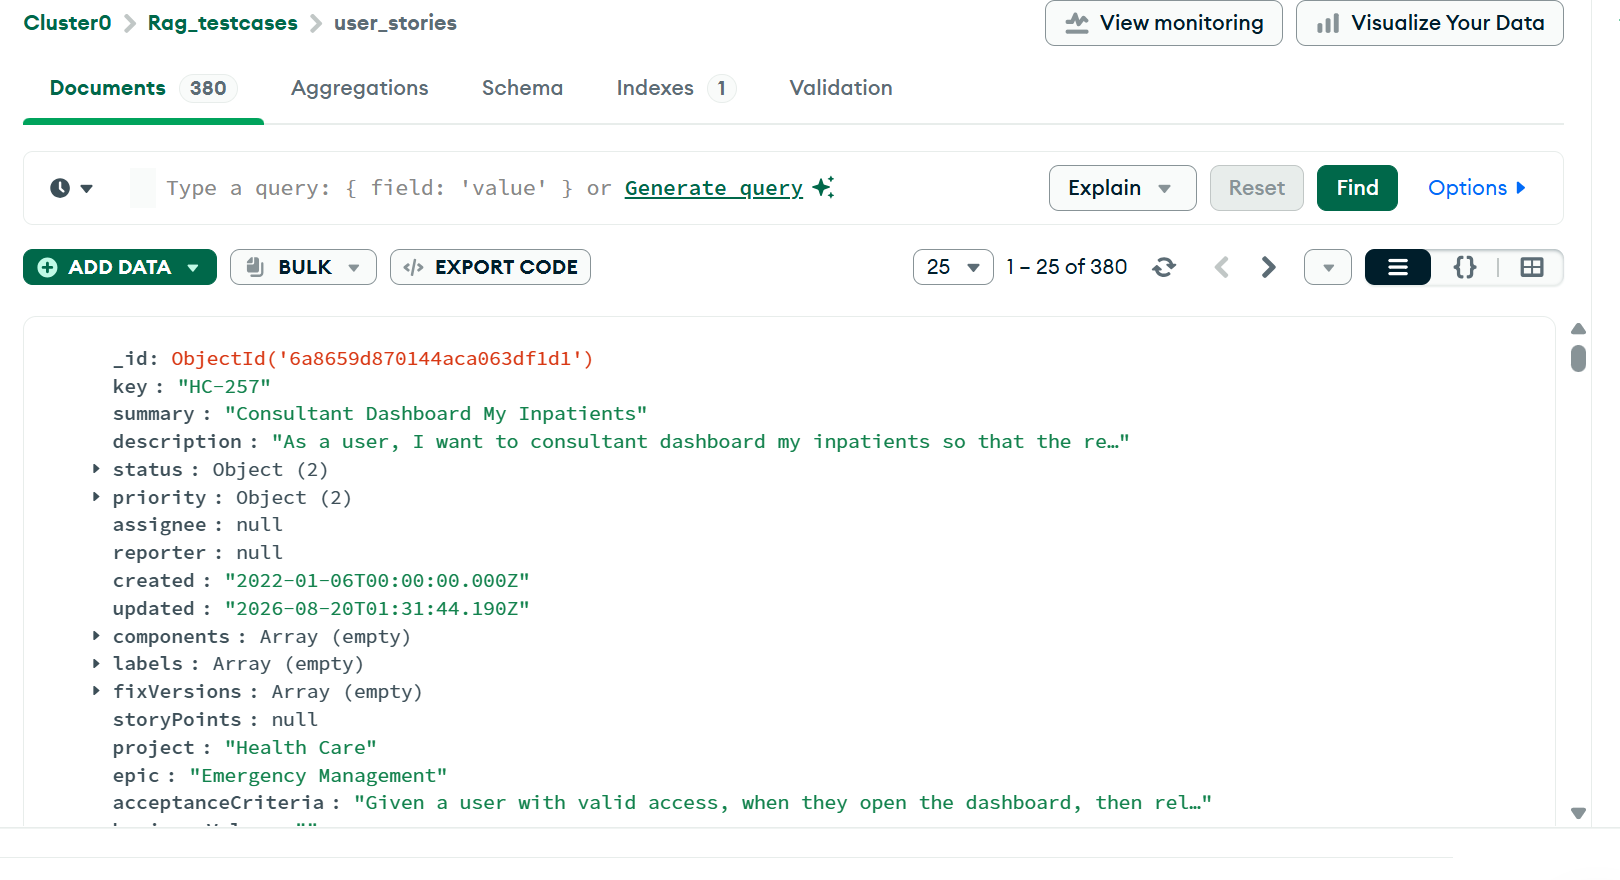 Cluster0 > Rag_testcases > user_stories
View monitoring
Visualize Your Data
Documents 380
Aggregations
Schema
Indexes 1
Validation
Type a query: { field: 'value' } or Generate query
Explain
Reset
Find
Options
ADD DATA
BULK
</> EXPORT CODE
25
1 – 25 of 380
{}
_id: ObjectId('6a8659d870144aca063df1d1')
key : "HC-257"
summary : "Consultant Dashboard My Inpatients"
description : "As a user, I want to consultant dashboard my inpatients so that the re…"
status : Object (2)
priority : Object (2)
assignee : null
reporter : null
created : "2022-01-06T00:00:00.000Z"
updated : "2026-08-20T01:31:44.190Z"
components : Array (empty)
labels : Array (empty)
fixVersions : Array (empty)
storyPoints : null
project : "Health Care"
epic : "Emergency Management"
acceptanceCriteria : "Given a user with valid access, when they open the dashboard, then rel…"